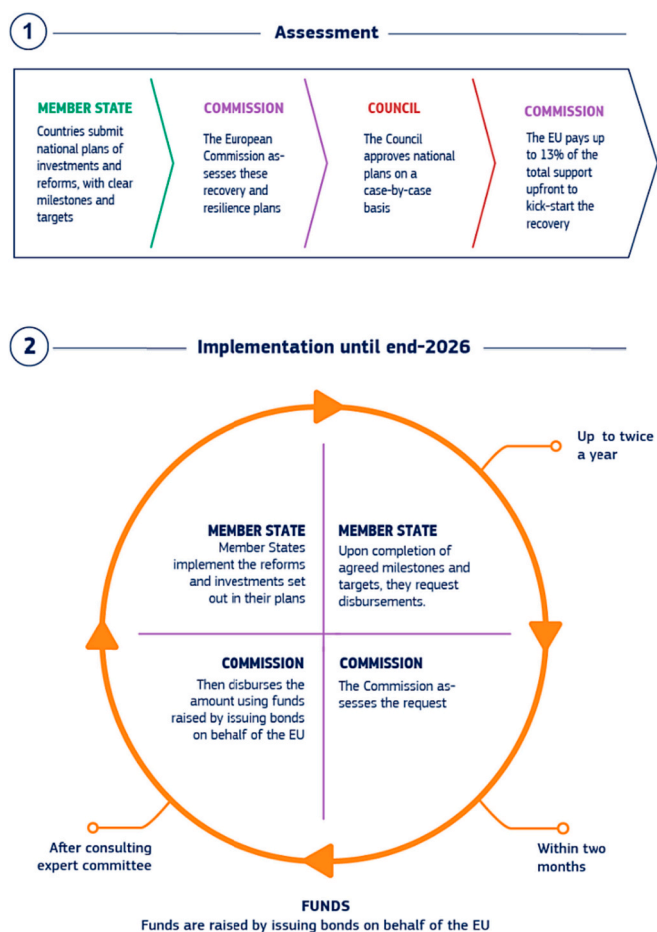 1
Assessment
MEMBER STATE
Countries submit
national plans of
investments and
reforms, with clear
milestones and
targets
COMMISSION
The European
Commission as-
sesses these
recovery and
resilience plans
COUNCIL
The Council
approves national
plans on a
case-by-case
basis
COMMISSION
The EU pays up
to 13% of the
total support
upfront to
kick-start the
recovery
2
Implementation until end-2026
Up to twice
a year
MEMBER STATE
Member States
implement the reforms
and investments set
out in their plans
MEMBER STATE
Upon completion of
agreed milestones and
targets, they request
disbursements.
COMMISSION
Then disburses the
amount using funds
raised by issuing bonds
on behalf of the EU
COMMISSION
The Commission as-
sesses the request
After consulting
expert committee
Within two
months
FUNDS
Funds are raised by issuing bonds on behalf of the EU